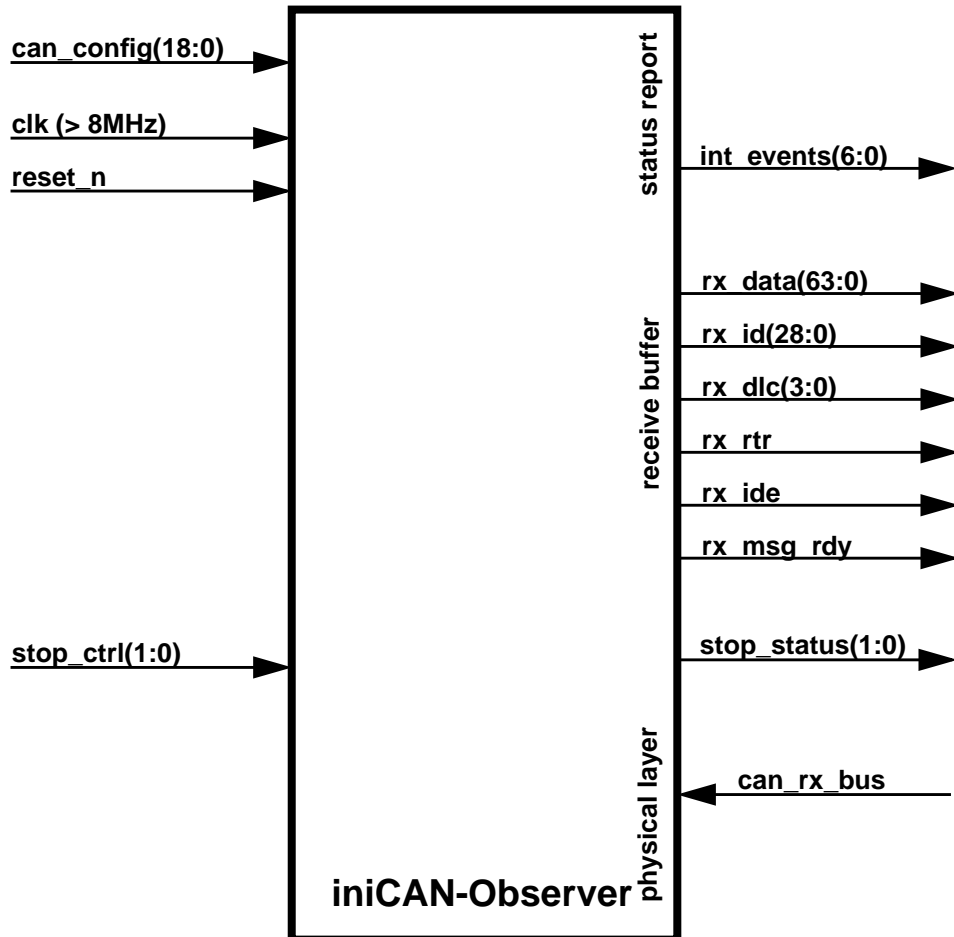 can_config(18:0)
clk (> 8MHz)
reset_n
stop_ctrl(1:0)
status report
int_events(6:0)
receive buffer
rx_data(63:0)
rx_id(28:0)
rx_dlc(3:0)
rx_rtr
rx_ide
rx_msg_rdy
stop_status(1:0)
physical layer
can_rx_bus
iniCAN-Observer